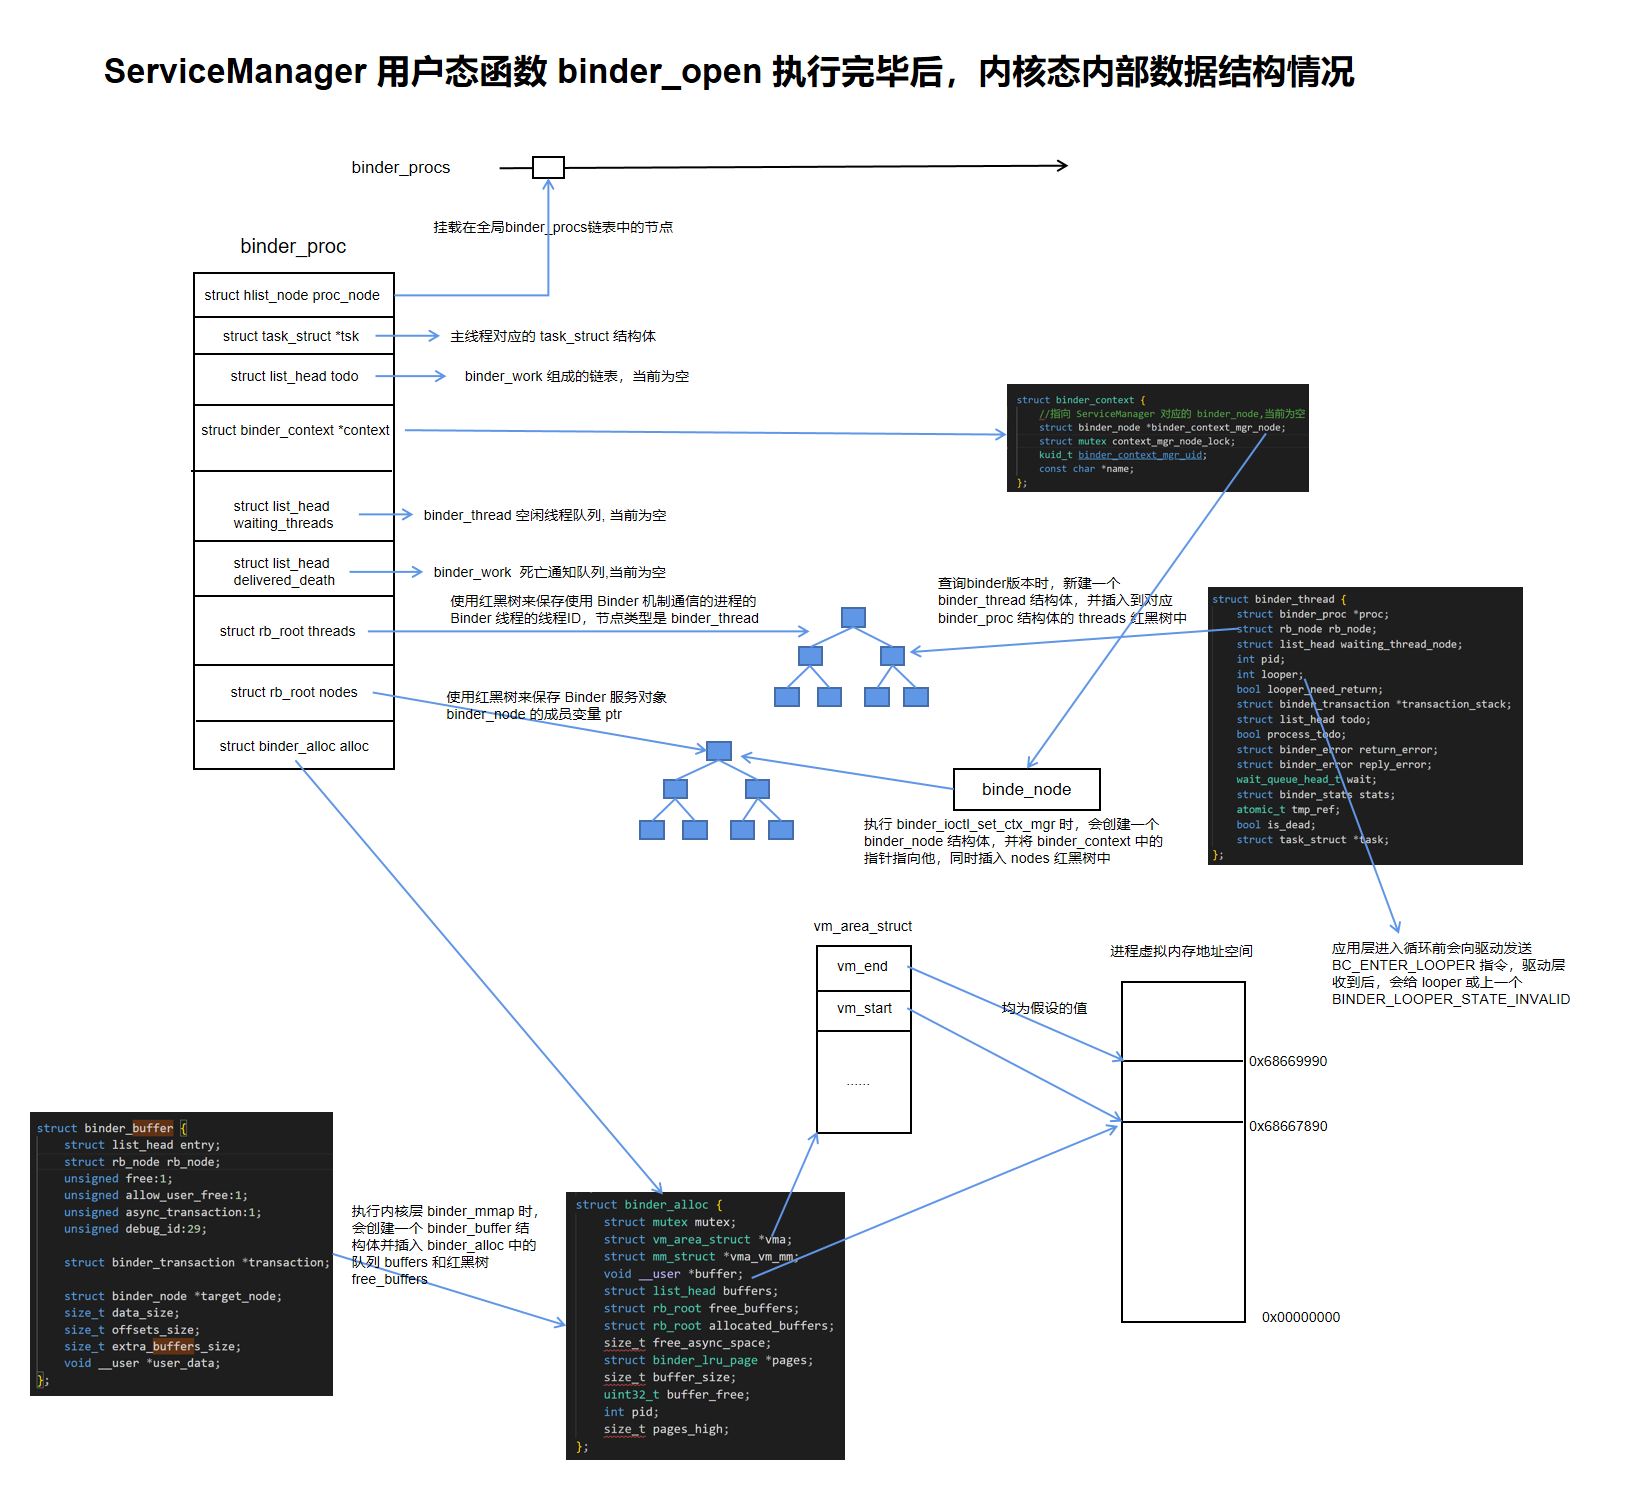 ServiceManager 用户态函数 binder_open 执行完毕后，内核态内部数据结构情况
binder_procs
挂载在全局binder_procs链表中的节点
binder_proc
struct hlist_node proc_node
struct task_struct *tsk
主线程对应的 task_struct 结构体
struct list_head todo
binder_work 组成的链表，当前为空
struct binder_context *context
struct binder_context {
//指向 ServiceManager 对应的 binder_node,当前为空
struct binder_node *binder_context_mgr_node;
struct mutex context_mgr_node_lock;
kuid_t binder_context_mgr_uid;
const char *name;
};
struct list_head
waiting_threads
binder_thread 空闲线程队列, 当前为空
struct list_head
delivered_death
binder_work  死亡通知队列,当前为空
使用红黑树来保存使用 Binder 机制通信的进程的
Binder 线程的线程ID，节点类型是 binder_thread
struct rb_root threads
查询binder版本时，新建一个
binder_thread 结构体，并插入到对应
binder_proc 结构体的 threads 红黑树中
struct binder_thread {
struct binder_proc *proc;
struct rb_node rb_node;
struct list_head waiting_thread_node;
int pid;
int looper;
bool looper_need_return;
struct binder_transaction *transaction_stack;
struct list_head todo;
bool process_todo;
struct binder_error return_error;
struct binder_error reply_error;
wait_queue_head_t wait;
struct binder_stats stats;
atomic_t tmp_ref;
bool is_dead;
struct task_struct *task;
};
struct rb_root nodes
使用红黑树来保存 Binder 服务对象
binder_node 的成员变量 ptr
struct binder_alloc alloc
binde_node
执行 binder_ioctl_set_ctx_mgr 时，会创建一个
binder_node 结构体，并将 binder_context 中的
指针指向他，同时插入 nodes 红黑树中
vm_area_struct
vm_end
vm_start
......
均为假设的值
进程虚拟内存地址空间
0x68669990
0x68667890
0x00000000
应用层进入循环前会向驱动发送
BC_ENTER_LOOPER 指令，驱动层
收到后，会给 looper 或上一个
BINDER_LOOPER_STATE_INVALID
struct binder_buffer {
struct list_head entry;
struct rb_node rb_node;
unsigned free:1;
unsigned allow_user_free:1;
unsigned async_transaction:1;
unsigned debug_id:29;
struct binder_transaction *transaction;
struct binder_node *target_node;
size_t data_size;
size_t offsets_size;
size_t extra_buffers_size;
void __user *user_data;
};
执行内核层 binder_mmap 时，
会创建一个 binder_buffer 结
构体并插入 binder_alloc 中的
队列 buffers 和红黑树
free_buffers
struct binder_alloc {
struct mutex mutex;
struct vm_area_struct *vma;
struct mm_struct *vma_vm_mm;
void __user *buffer;
struct list_head buffers;
struct rb_root free_buffers;
struct rb_root allocated_buffers;
size_t free_async_space;
struct binder_lru_page *pages;
size_t buffer_size;
uint32_t buffer_free;
int pid;
size_t pages_high;
};